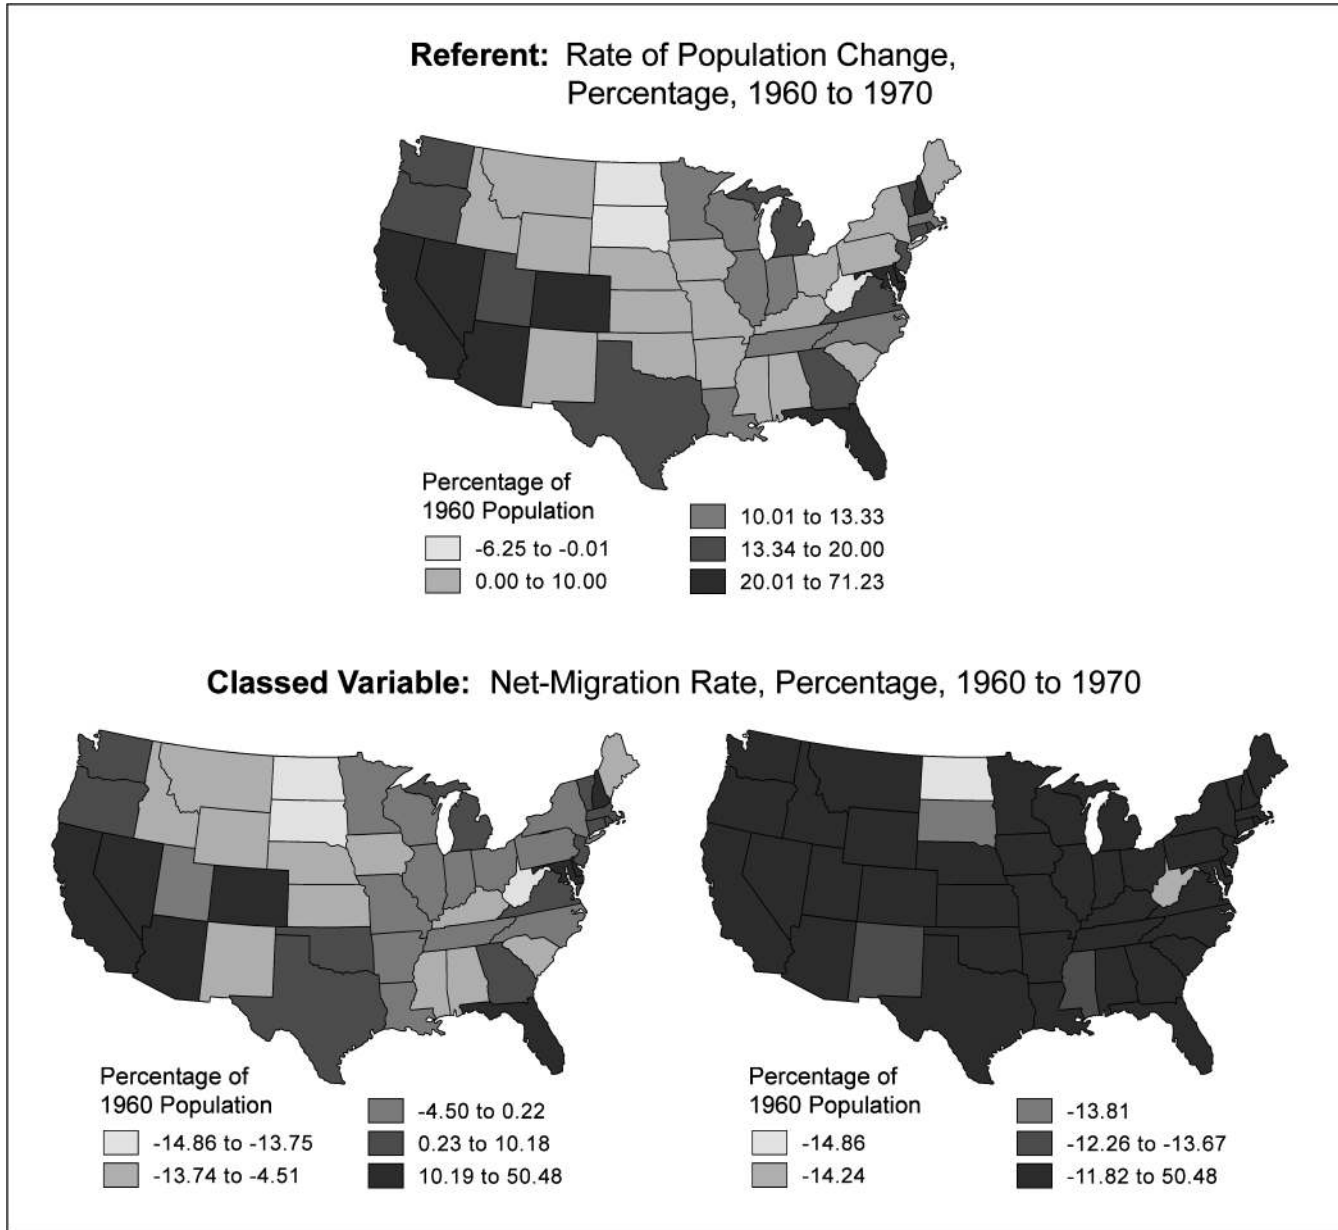 Referent: Rate of Population Change,
Percentage, 1960 to 1970
Percentage of
1960 Population
-6.25 to -0.01
0.00 to 10.00
10.01 to 13.33
13.34 to 20.00
20.01 to 71.23
Classed Variable: Net-Migration Rate, Percentage, 1960 to 1970
Percentage of
1960 Population
-14.86 to -13.75
-13.74 to -4.51
-4.50 to 0.22
0.23 to 10.18
10.19 to 50.48
Percentage of
1960 Population
-14.86
-14.24
-13.81
-12.26 to -13.67
-11.82 to 50.48